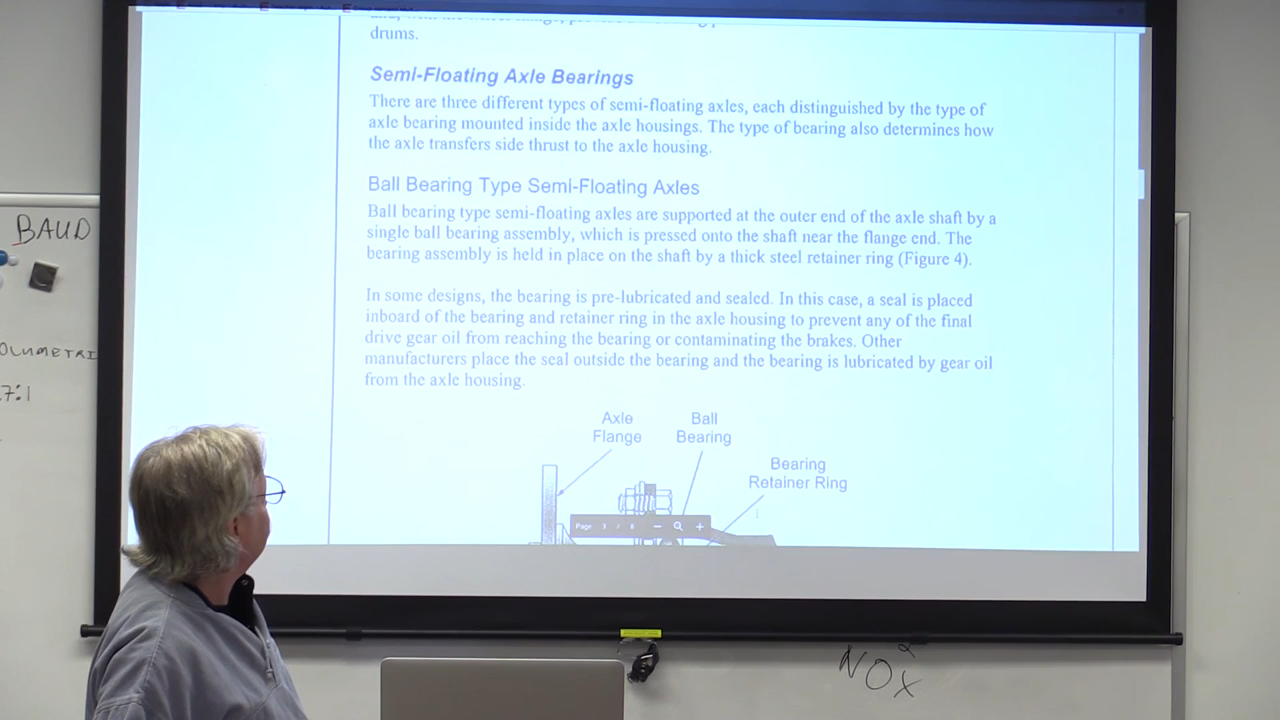 drums.
Semi-Floating Axle Bearings
There are three different types of semi-floating axles, each distinguished by the type of
axle bearing mounted inside the axle housings. The type of bearing also determines how
the axle transfers side thrust to the axle housing.
Ball Bearing Type Semi-Floating Axles
Ball bearing type semi-floating axles are supported at the outer end of the axle shaft by a
single ball bearing assembly, which is pressed onto the shaft near the flange end. The
bearing assembly is held in place on the shaft by a thick steel retainer ring (Figure 4).
In some designs, the bearing is pre-lubricated and sealed. In this case, a seal is placed
inboard of the bearing and retainer ring in the axle housing to prevent any of the final
drive gear oil from reaching the bearing or contaminating the brakes. Other
manufacturers place the seal outside the bearing and the bearing is lubricated by gear oil
from the axle housing.
Axle
Flange
Ball
Bearing
Bearing
Retainer Ring
Page 3 / 8
BAUD
OLUMETRI
7:1
NOx